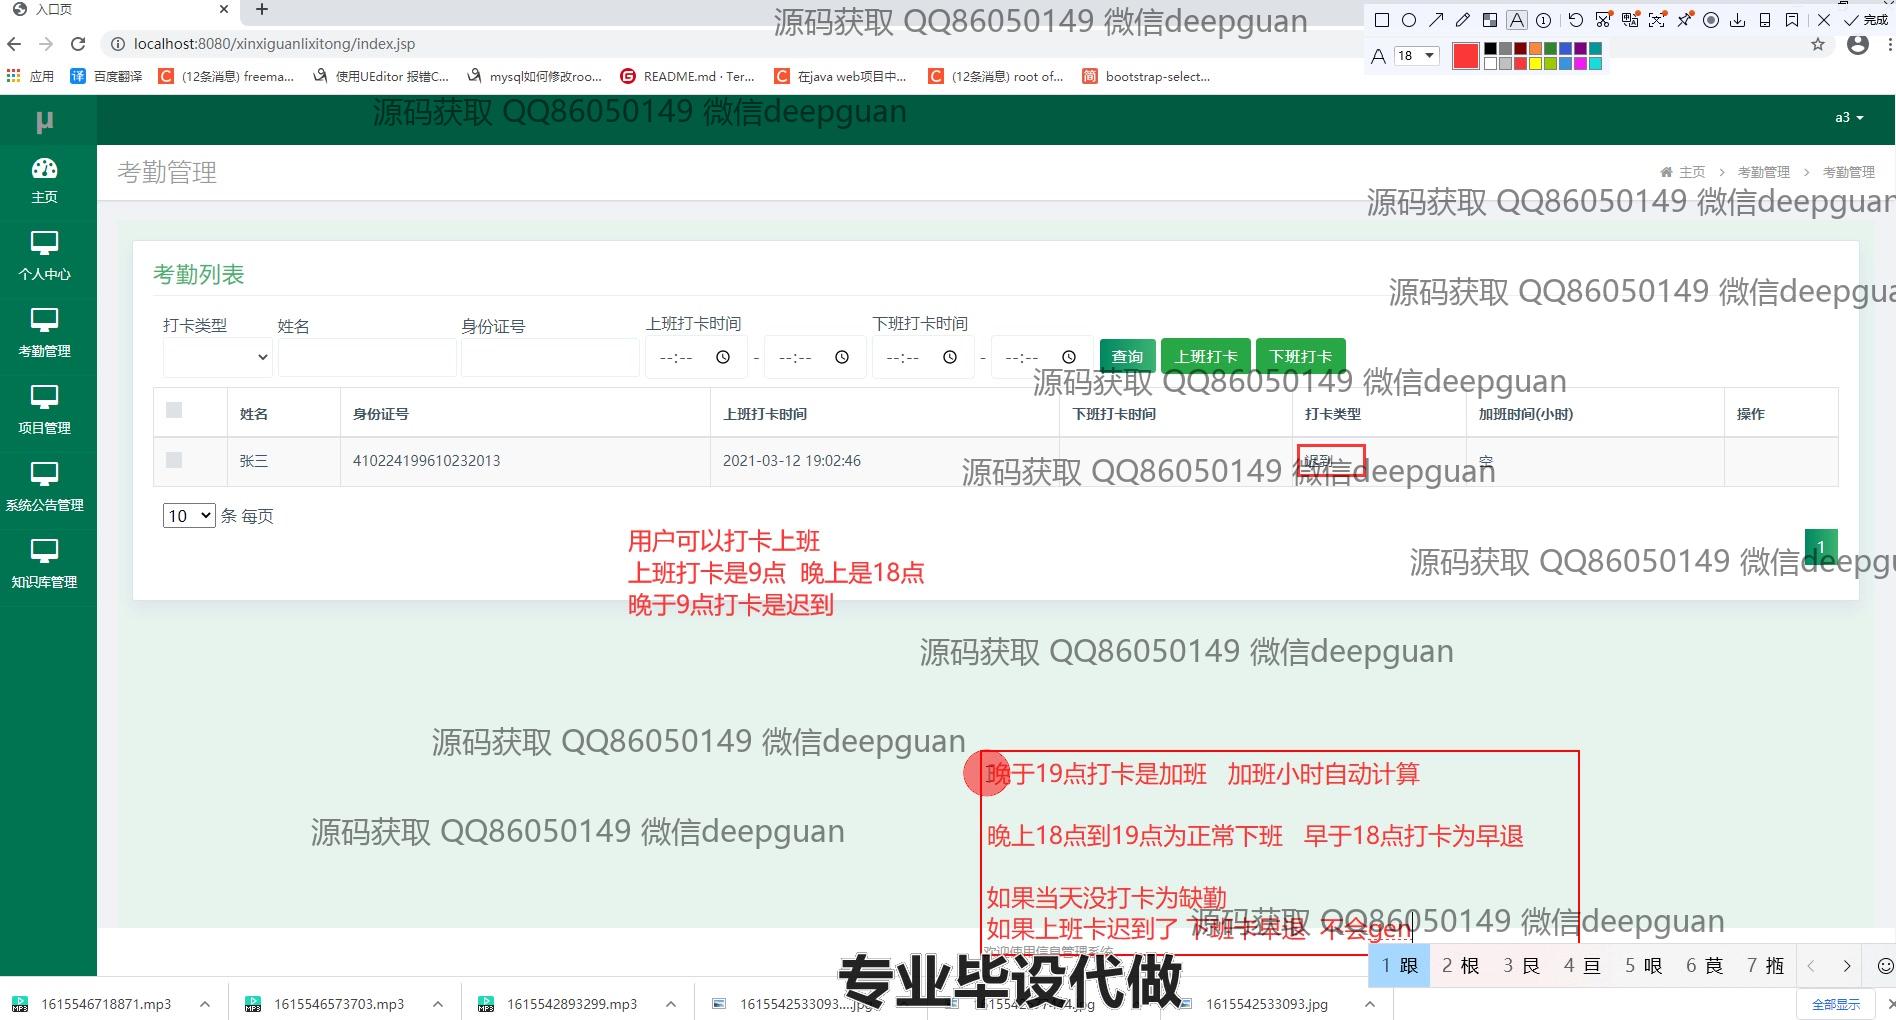 入口页
源码获取 QQ86050149 微信deepguan
完成
localhost:8080/xinxiguanlixitong/index.jsp
A 18
应用 百度翻译 (12条消息) freema... 使用UEditor 报错C... mysql如何修改roo... README.md · Ter... 在java web项目中... (12条消息) root of... bootstrap-select...
源码获取 QQ86050149 微信deepguan
μ
a3
主页
考勤管理
主页 > 考勤管理 > 考勤管理
源码获取 QQ86050149 微信deepguan
个人中心
考勤列表
源码获取 QQ86050149 微信deepgua
打卡类型 姓名 身份证号 上班打卡时间 下班打卡时间
--:-- - --:-- --:-- - --:-- 查询 上班打卡 下班打卡
考勤管理
源码获取 QQ86050149 微信deepguan
姓名 身份证号 上班打卡时间 下班打卡时间 打卡类型 加班时间(小时) 操作
项目管理
张三 410224199610232013 2021-03-12 19:02:46 迟到 空
源码获取 QQ86050149 微信deepguan
系统公告管理
10 条 每页
用户可以打卡上班
1
源码获取 QQ86050149 微信deepgu
上班打卡是9点 晚上是18点
知识库管理
晚于9点打卡是迟到
源码获取 QQ86050149 微信deepguan
源码获取 QQ86050149 微信deepguan
晚于19点打卡是加班 加班小时自动计算
源码获取 QQ86050149 微信deepguan
晚上18点到19点为正常下班 早于18点打卡为早退
如果当天没打卡为缺勤
源码获取 QQ86050149 微信deepguan
如果上班卡迟到了 下班卡早退 不会gen
欢迎使用信息管理系统
1 跟 2 根 3 艮 4 亘 5 哏 6 茛 7 揯
专业毕设代做
1615546718871.mp3 1615546573703.mp3 1615542893299.mp3 1615542533093....jpg 1615542533093.jpg 全部显示